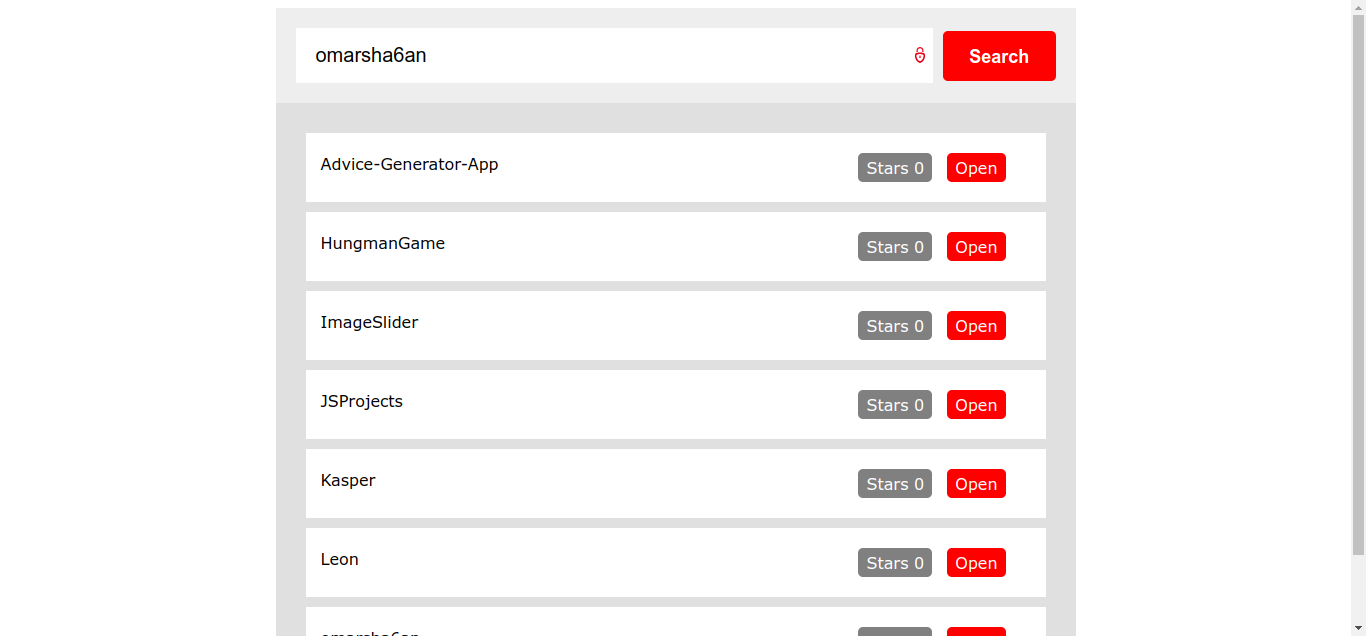 omarsha6an Search
Advice-Generator-App Stars 0 Open
HungmanGame Stars 0 Open
ImageSlider Stars 0 Open
JSProjects Stars 0 Open
Kasper Stars 0 Open
Leon Stars 0 Open
omarsha6an